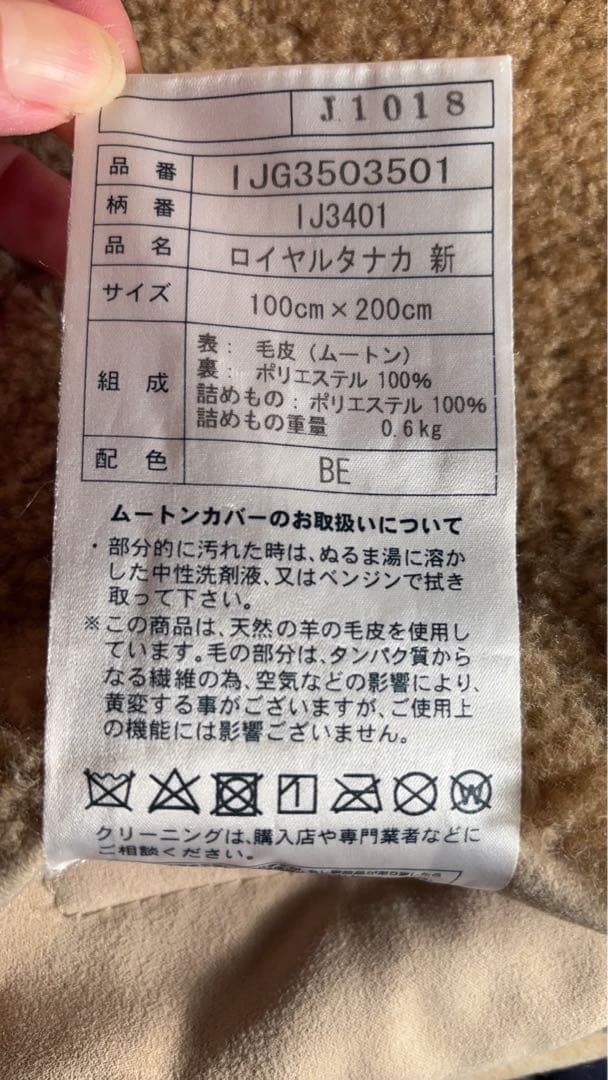 J1018
品番 IJG3503501
柄番 IJ3401
品名 ロイヤルタナカ 新
サイズ 100cm×200cm
組成 表： 毛皮（ムートン）
裏： ポリエステル 100%
詰めもの：ポリエステル 100%
詰めもの重量 0.6kg
配色 BE
ムートンカバーのお取扱いについて
・部分的に汚れた時は、ぬるま湯に溶か
した中性洗剤液、又はベンジンで拭き
取って下さい。
※この商品は、天然の羊の毛皮を使用し
ています。毛の部分は、タンパク質から
なる繊維の為、空気などの影響により、
黄変する事がございますが、ご使用上
の機能には影響ございません。
W
クリーニングは、購入店や専門業者などに
ご相談ください。